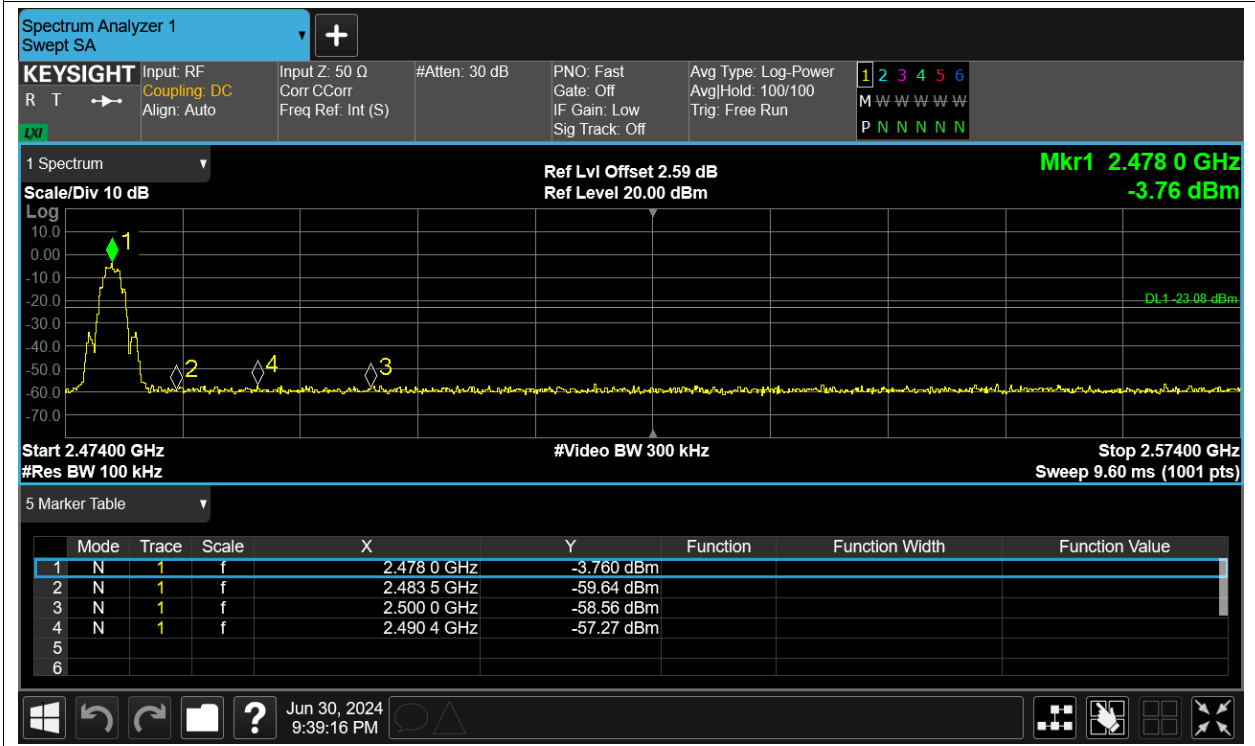 Spectrum Analyzer 1
Swept SA
+
KEYSIGHT Input: RF Input Z: 50 Ω #Atten: 30 dB PNO: Fast Avg Type: Log-Power 1 2 3 4 5 6
R T Coupling: DC Corr CCorr Gate: Off Avg|Hold: 100/100 M W W W W W
Align: Auto Freq Ref: Int (S) IF Gain: Low Trig: Free Run
LXI Sig Track: Off P N N N N N
1 Spectrum Ref Lvl Offset 2.59 dB Mkr1 2.478 0 GHz
Scale/Div 10 dB Ref Level 20.00 dBm -3.76 dBm
Log
10.0
1
0.00
-10.0
-20.0 DL1 -23.08 dBm
-30.0
-40.0
-50.0 2 4 3
-60.0
-70.0
Start 2.47400 GHz #Video BW 300 kHz Stop 2.57400 GHz
#Res BW 100 kHz Sweep 9.60 ms (1001 pts)
5 Marker Table
Mode Trace Scale X Y Function Function Width Function Value
1 N 1 f 2.478 0 GHz -3.760 dBm
2 N 1 f 2.483 5 GHz -59.64 dBm
3 N 1 f 2.500 0 GHz -58.56 dBm
4 N 1 f 2.490 4 GHz -57.27 dBm
5
6
? Jun 30, 2024
9:39:16 PM